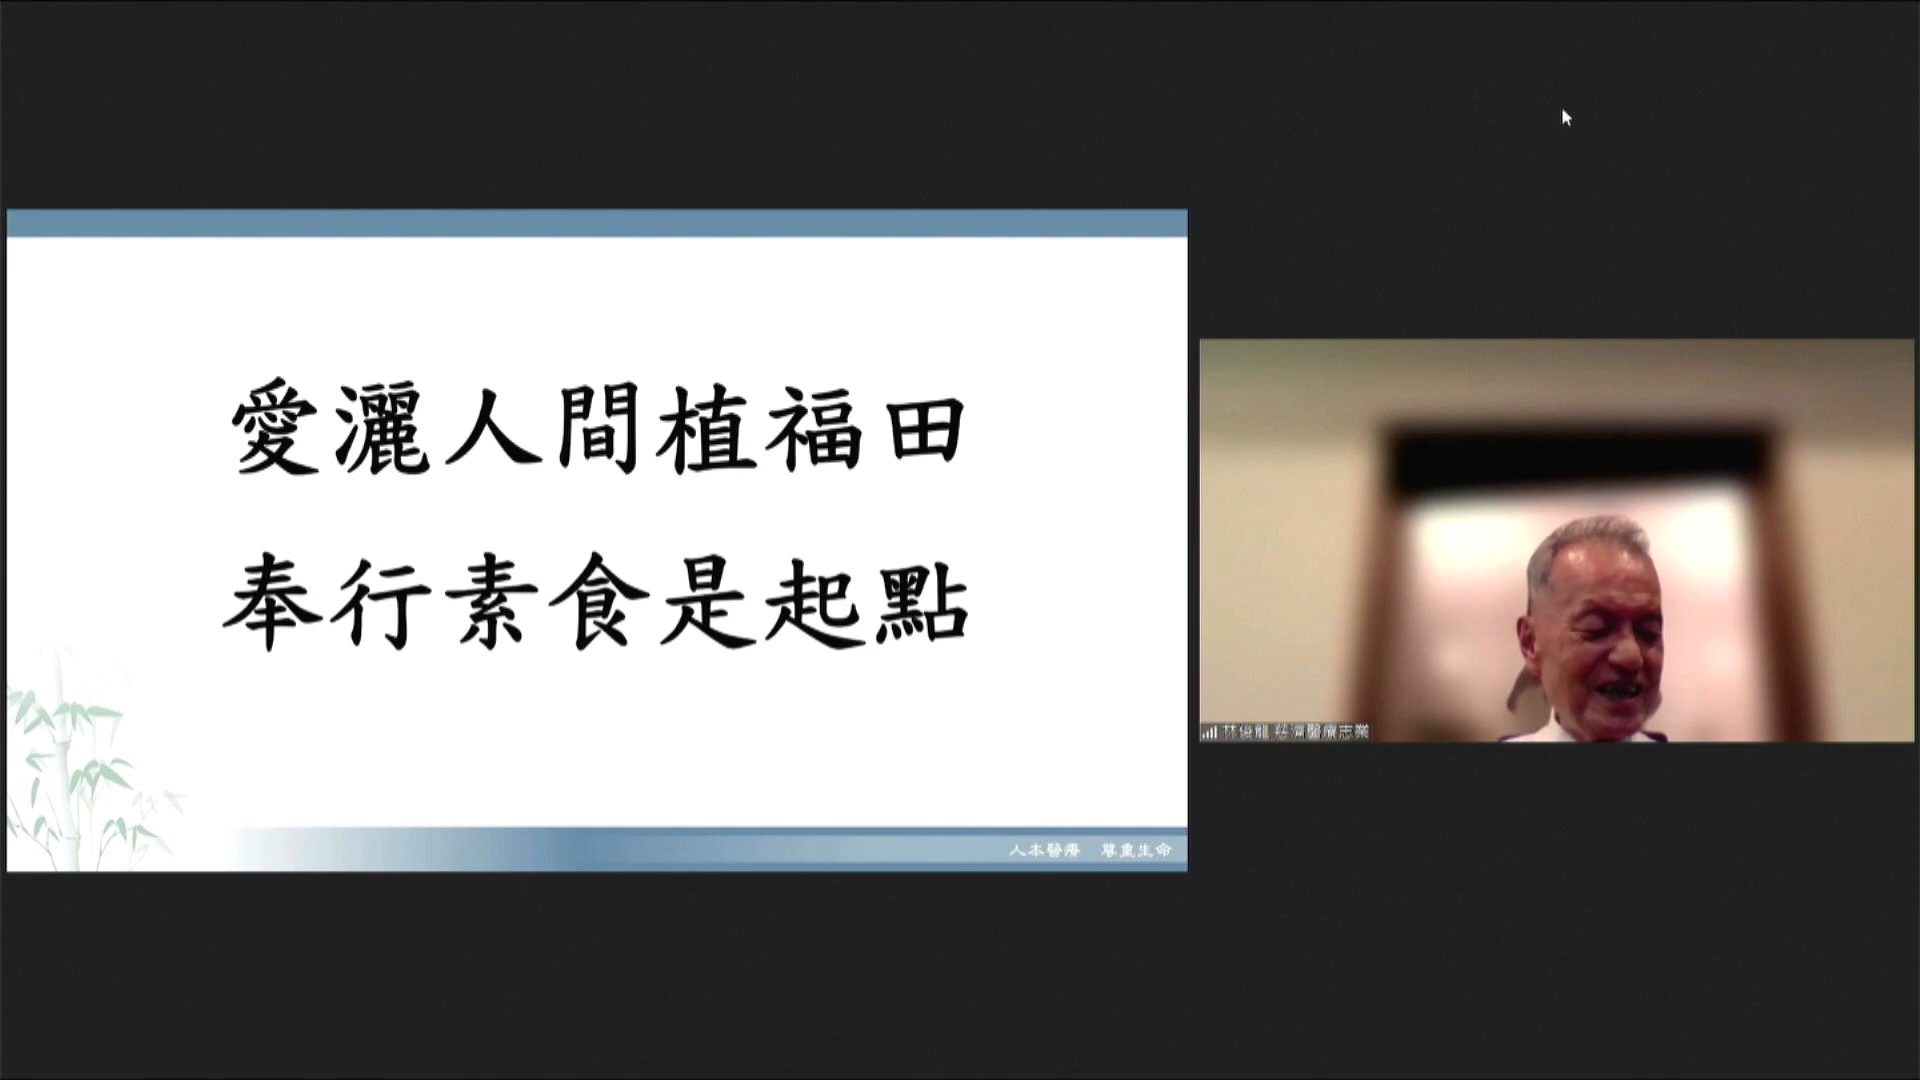 愛灑人間植福田
奉行素食是起點
人本醫療 尊重生命
林俊龍 慈濟醫療志業